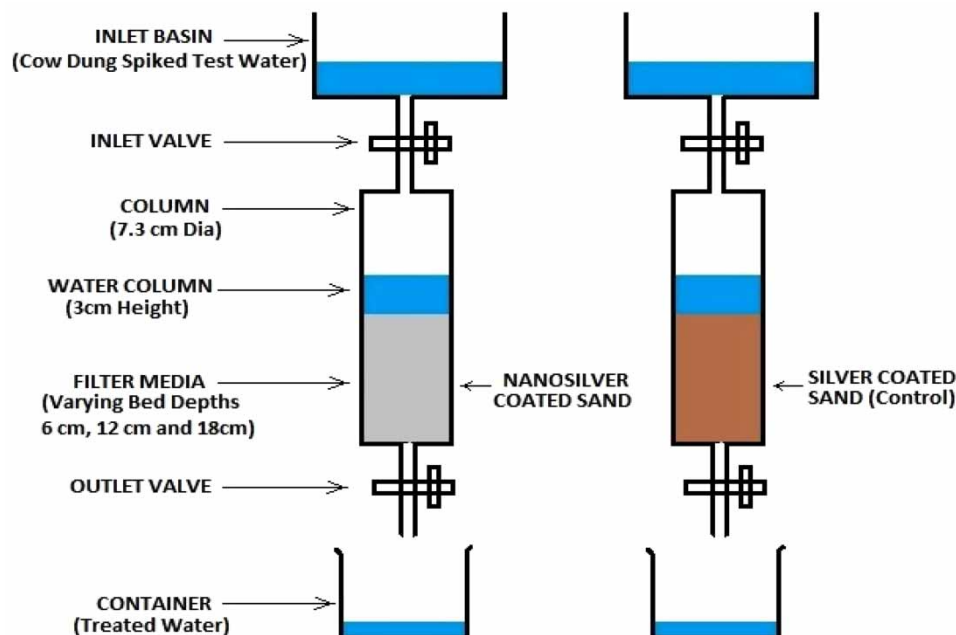 INLET BASIN
(Cow Dung Spiked Test Water)
INLET VALVE
COLUMN
(7.3 cm Dia)
WATER COLUMN
(3cm Height)
FILTER MEDIA
(Varying Bed Depths
6 cm, 12 cm and 18cm)
NANOSILVER
COATED SAND
SILVER COATED
SAND (Control)
OUTLET VALVE
CONTAINER
(Treated Water)